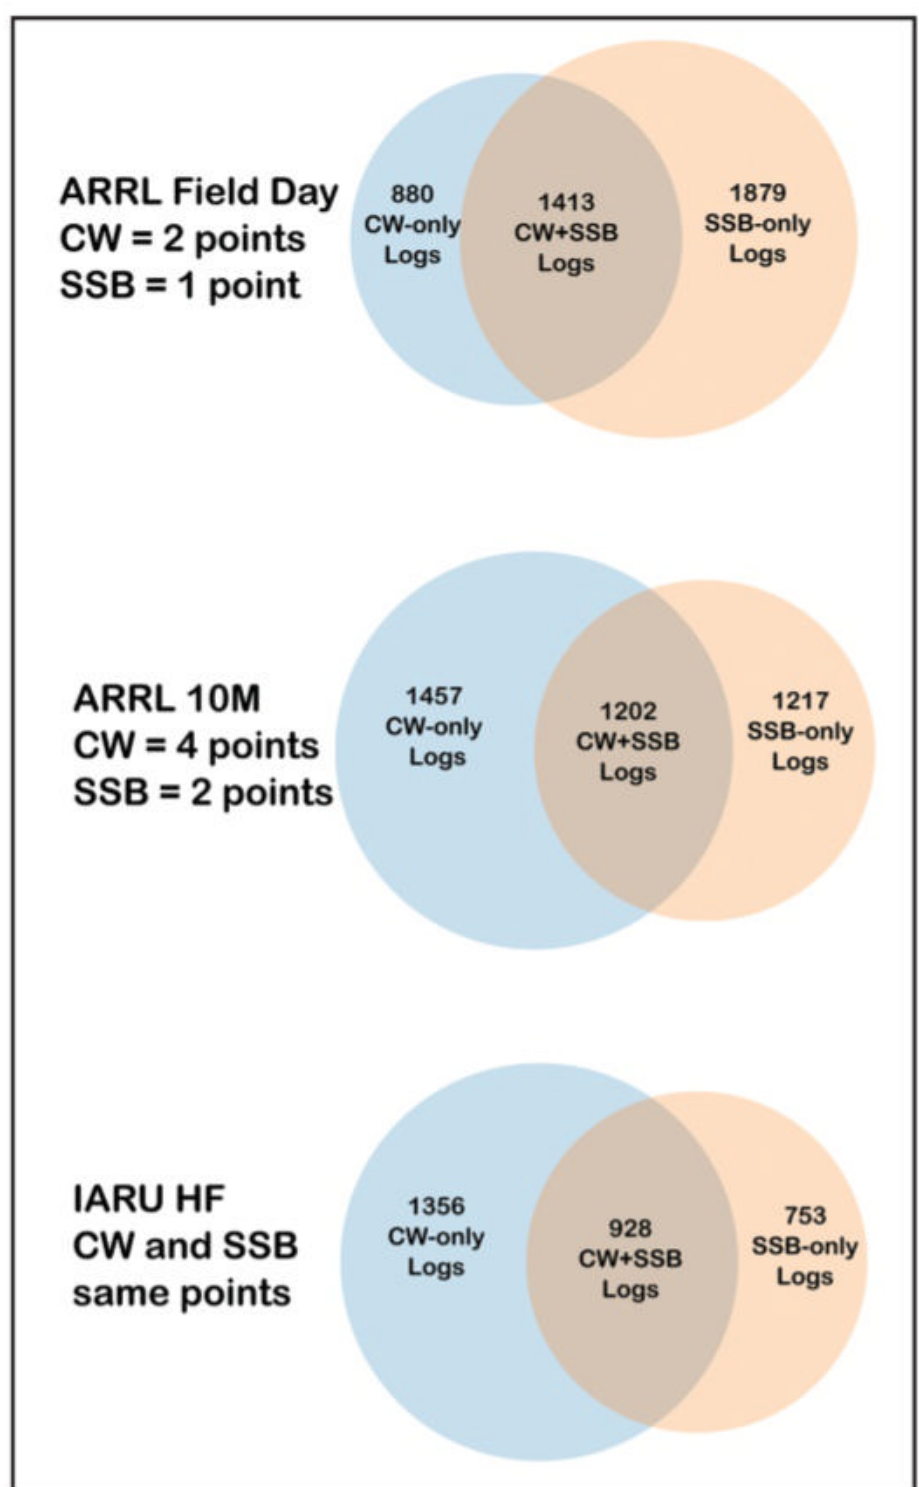 ARRL Field Day
CW = 2 points
SSB = 1 point
880
CW-only
Logs
1413
CW+SSB
Logs
1879
SSB-only
Logs
ARRL 10M
CW = 4 points
SSB = 2 points
1457
CW-only
Logs
1202
CW+SSB
Logs
1217
SSB-only
Logs
IARU HF
CW and SSB
same points
1356
CW-only
Logs
928
CW+SSB
Logs
753
SSB-only
Logs